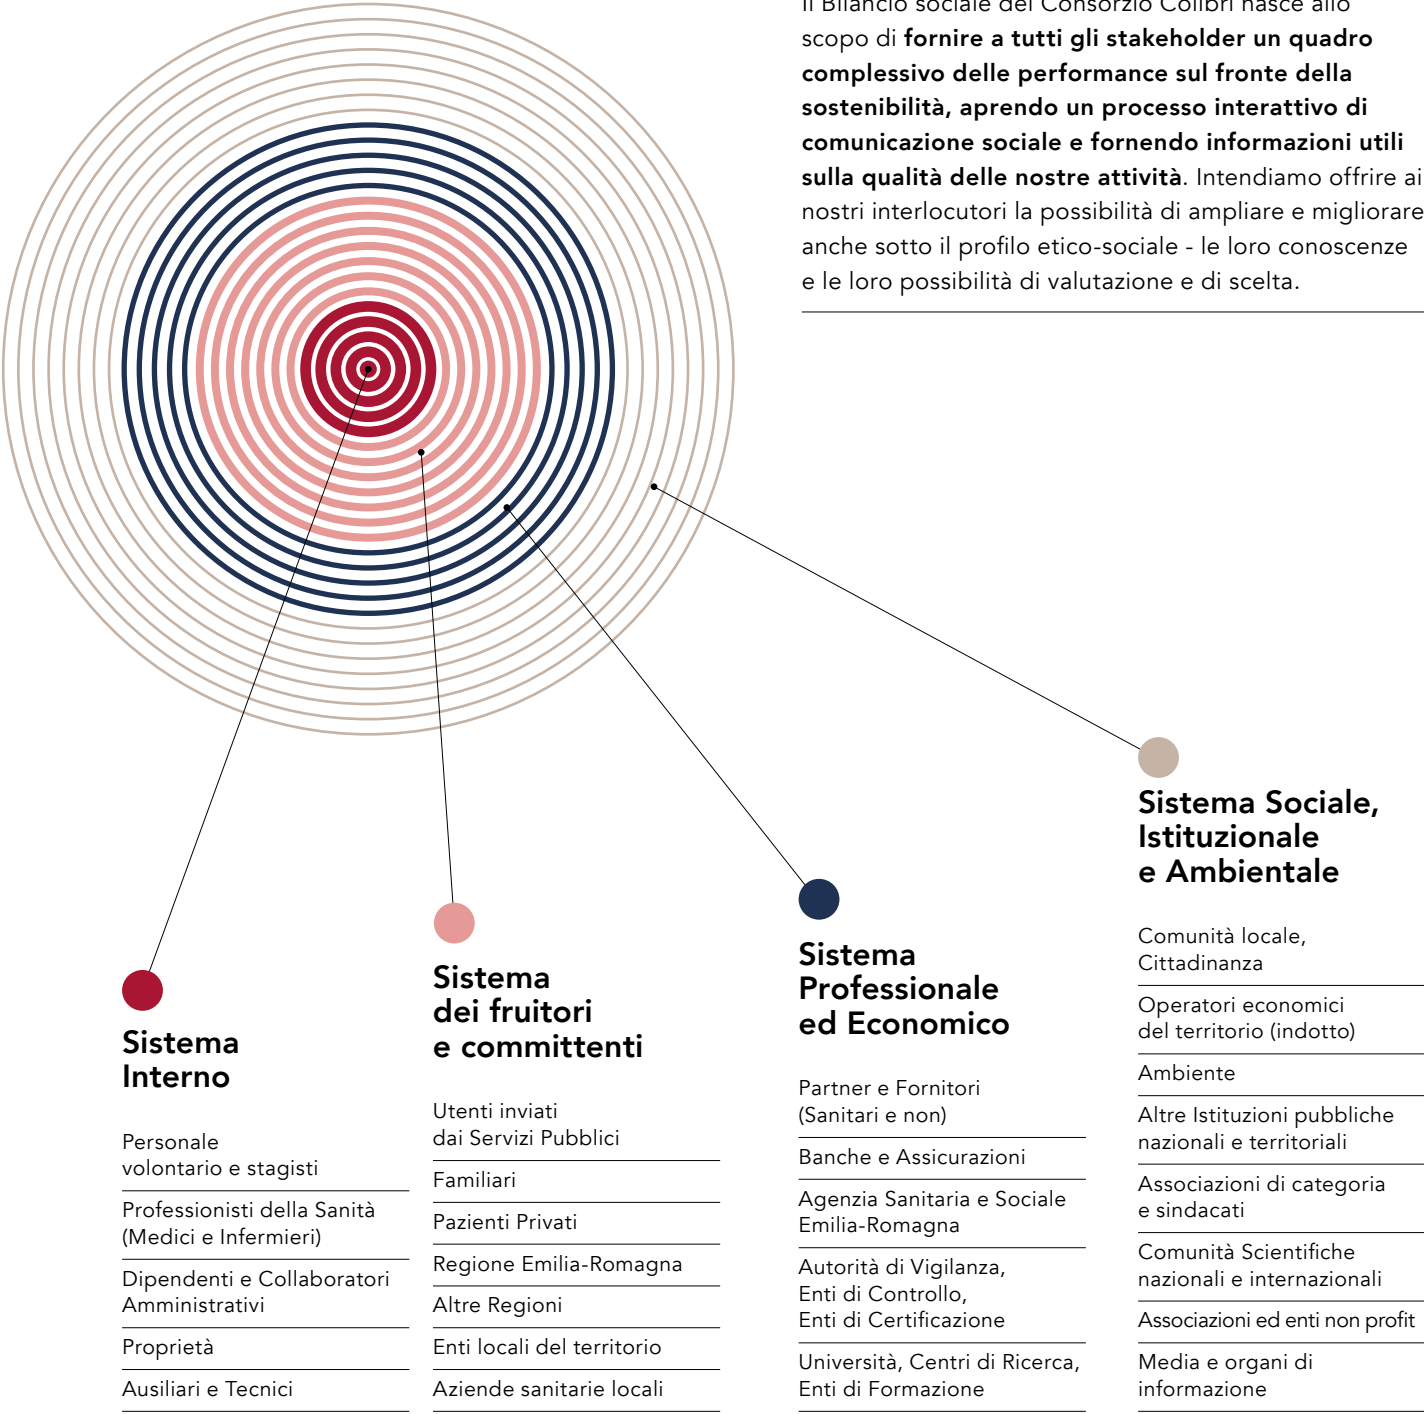 Il Bilancio sociale del Consorzio Colibrì nasce allo
scopo di fornire a tutti gli stakeholder un quadro
complessivo delle performance sul fronte della
sostenibilità, aprendo un processo interattivo di
comunicazione sociale e fornendo informazioni utili
sulla qualità delle nostre attività. Intendiamo offrire ai
nostri interlocutori la possibilità di ampliare e migliorare
anche sotto il profilo etico-sociale - le loro conoscenze
e le loro possibilità di valutazione e di scelta.
Sistema
Interno
Personale
volontario e stagisti
Professionisti della Sanità
(Medici e Infermieri)
Dipendenti e Collaboratori
Amministrativi
Proprietà
Ausiliari e Tecnici
Sistema
dei fruitori
e committenti
Utenti inviati
dai Servizi Pubblici
Familiari
Pazienti Privati
Regione Emilia-Romagna
Altre Regioni
Enti locali del territorio
Aziende sanitarie locali
Sistema
Professionale
ed Economico
Partner e Fornitori
(Sanitari e non)
Banche e Assicurazioni
Agenzia Sanitaria e Sociale
Emilia-Romagna
Autorità di Vigilanza,
Enti di Controllo,
Enti di Certificazione
Università, Centri di Ricerca,
Enti di Formazione
Sistema Sociale,
Istituzionale
e Ambientale
Comunità locale,
Cittadinanza
Operatori economici
del territorio (indotto)
Ambiente
Altre Istituzioni pubbliche
nazionali e territoriali
Associazioni di categoria
e sindacati
Comunità Scientifiche
nazionali e internazionali
Associazioni ed enti non profit
Media e organi di
informazione